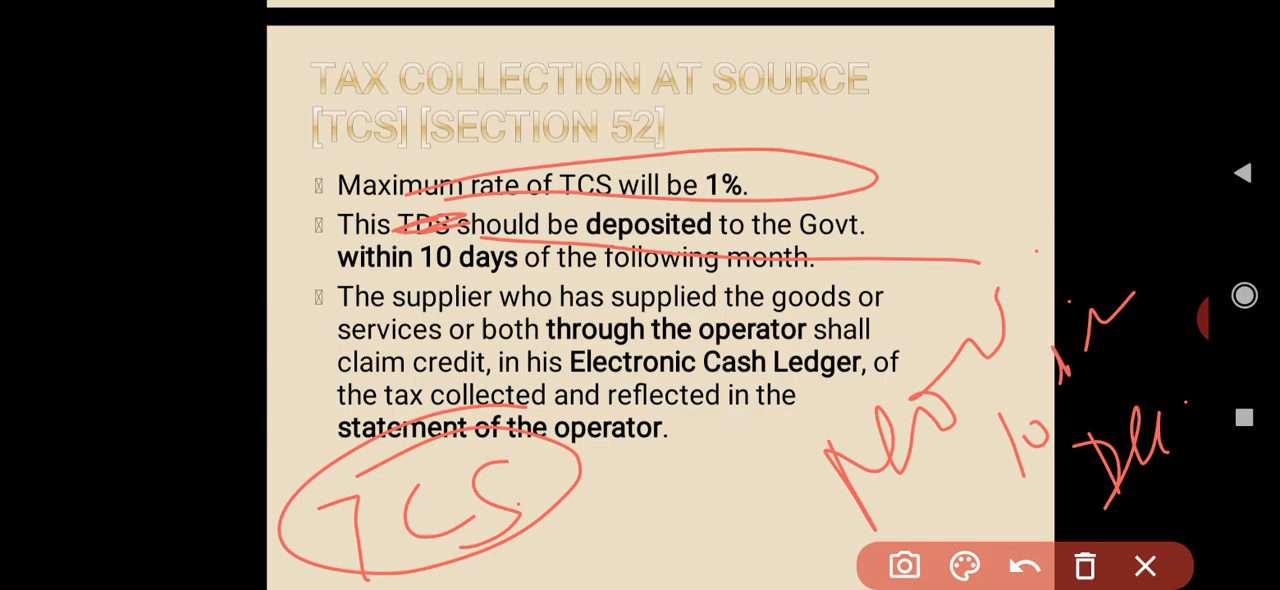 TAX COLLECTION AT SOURCE
[TCS] [SECTION 52]
Maximum rate of TCS will be 1%.
This TDS should be deposited to the Govt.
within 10 days of the following month.
The supplier who has supplied the goods or
services or both through the operator shall
claim credit, in his Electronic Cash Ledger, of
the tax collected and reflected in the
statement of the operator.
TCS
10